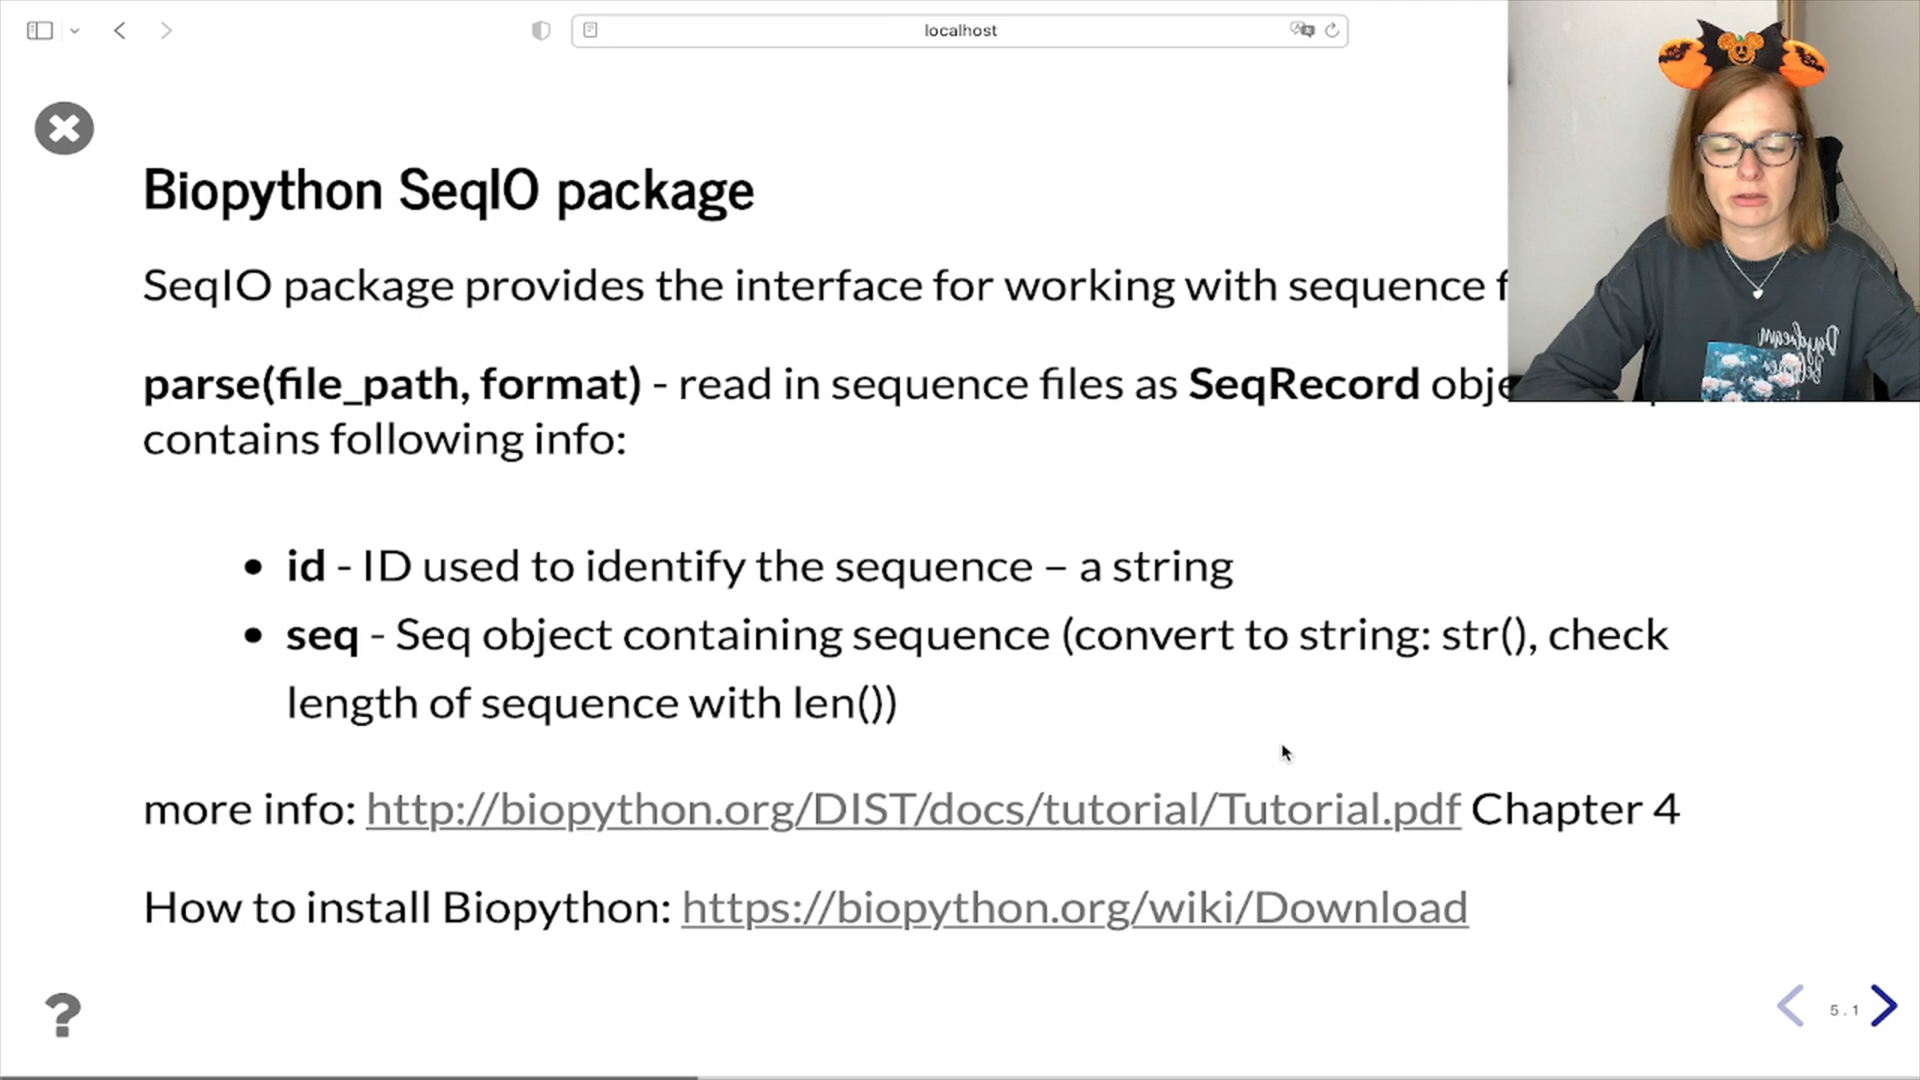 localhost
Biopython SeqIO package
SeqIO package provides the interface for working with sequence f
parse(file_path, format) - read in sequence files as SeqRecord obje
contains following info:
• id - ID used to identify the sequence – a string
• seq - Seq object containing sequence (convert to string: str(), check
length of sequence with len())
more info: http://biopython.org/DIST/docs/tutorial/Tutorial.pdf Chapter 4
How to install Biopython: https://biopython.org/wiki/Download
?
5.1
Daydream